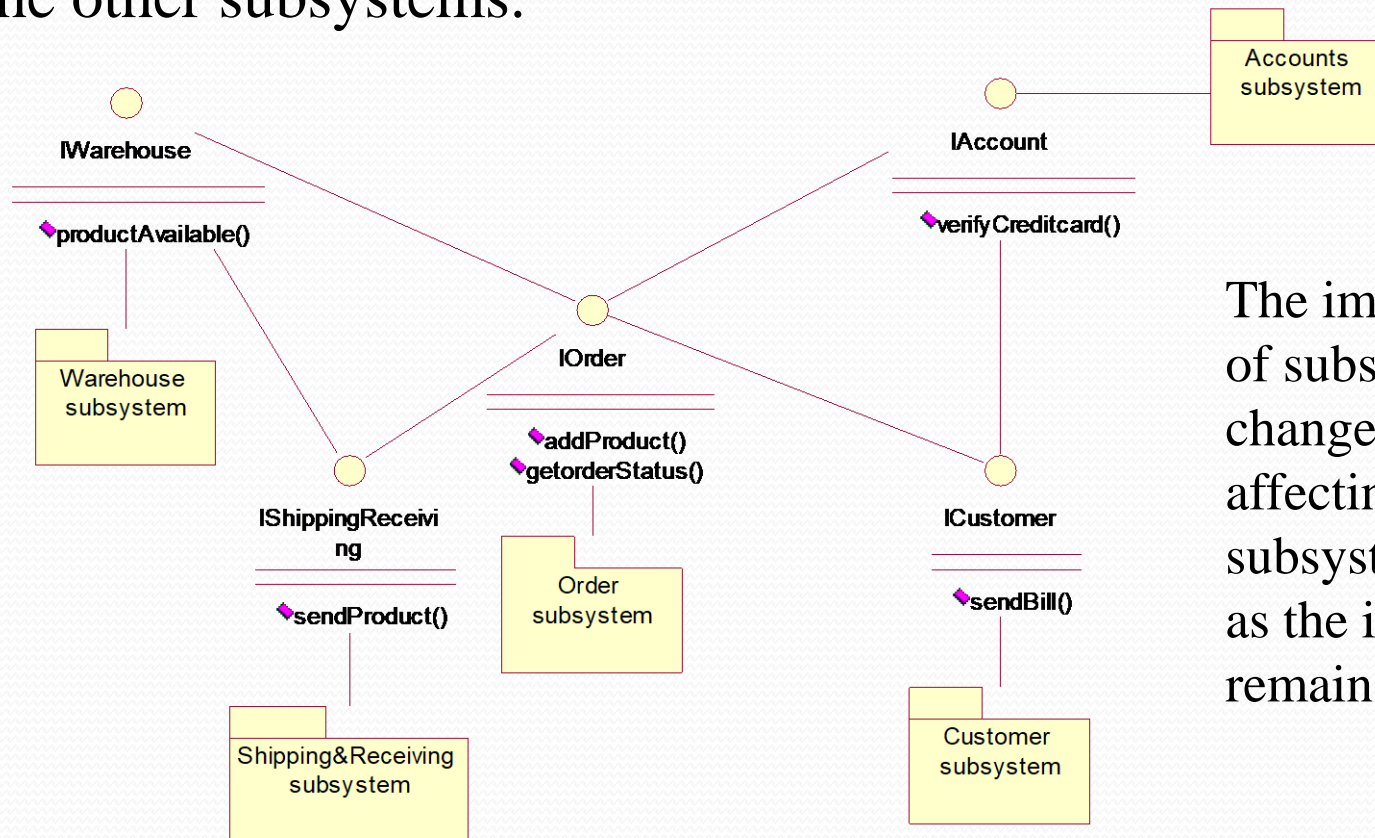 he other subsystems.
Accounts
subsystem
IWarehouse
productAvailable()
IAccount
verifyCreditcard()
Warehouse
subsystem
IOrder
addProduct()
getorderStatus()
IShippingReceivi
ng
sendProduct()
Order
subsystem
ICustomer
sendBill()
Shipping&Receiving
subsystem
Customer
subsystem
The im
of subs
change
affectin
subsyst
as the i
remain